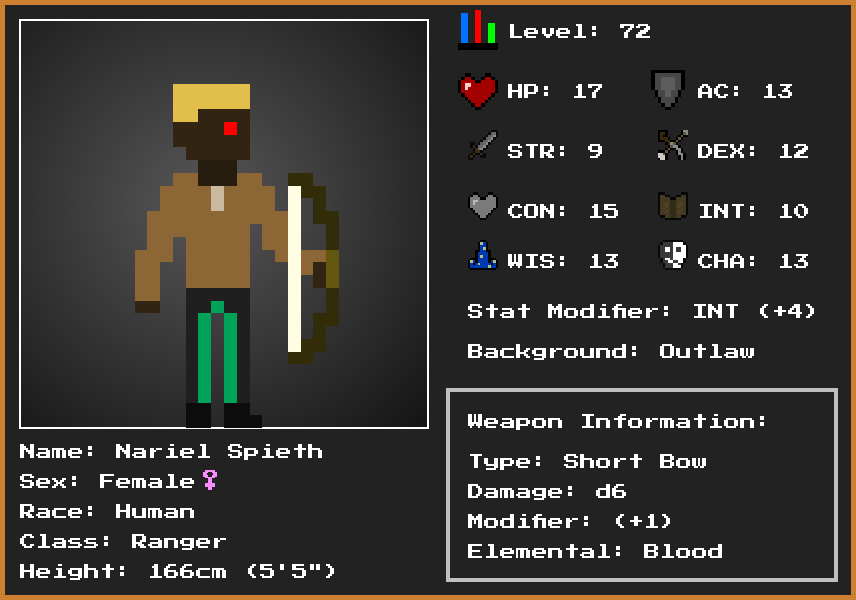 Level: 72
HP: 17
AC: 13
STR: 9
DEX: 12
CON: 15
INT: 10
WIS: 13
CHA: 13
Stat Modifier: INT (+4)
Background: Outlaw
Weapon Information:
Type: Short Bow
Damage: d6
Modifier: (+1)
Elemental: Blood
Name: Nariel Spieth
Sex: Female♀
Race: Human
Class: Ranger
Height: 166cm (5'5")